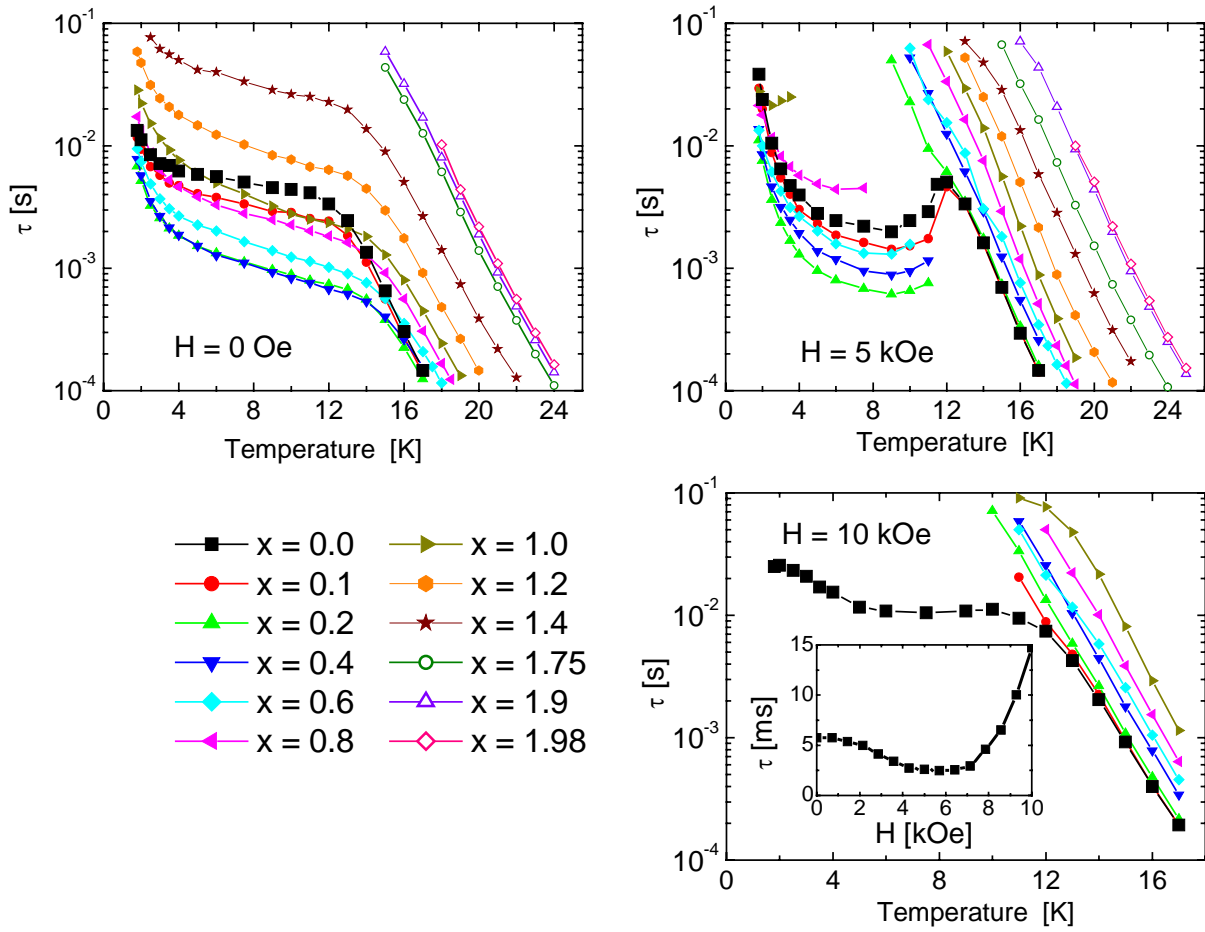 10⁻¹
10⁻²
10⁻³
10⁻⁴
τ [s]
H = 0 Oe
4 8 12 16 20 24
Temperature [K]
10⁻¹
10⁻²
10⁻³
10⁻⁴
τ [s]
H = 5 kOe
0 4 8 12 16 20 24
Temperature [K]
x = 0.0
x = 0.1
x = 0.2
x = 0.4
x = 0.6
x = 0.8
x = 1.0
x = 1.2
x = 1.4
x = 1.75
x = 1.9
x = 1.98
10⁻¹
10⁻²
10⁻³
10⁻⁴
τ [s]
H = 10 kOe
15
10
5
0
τ [ms]
0 2 4 6 8 10
H [kOe]
0 4 8 12 16
Temperature [K]